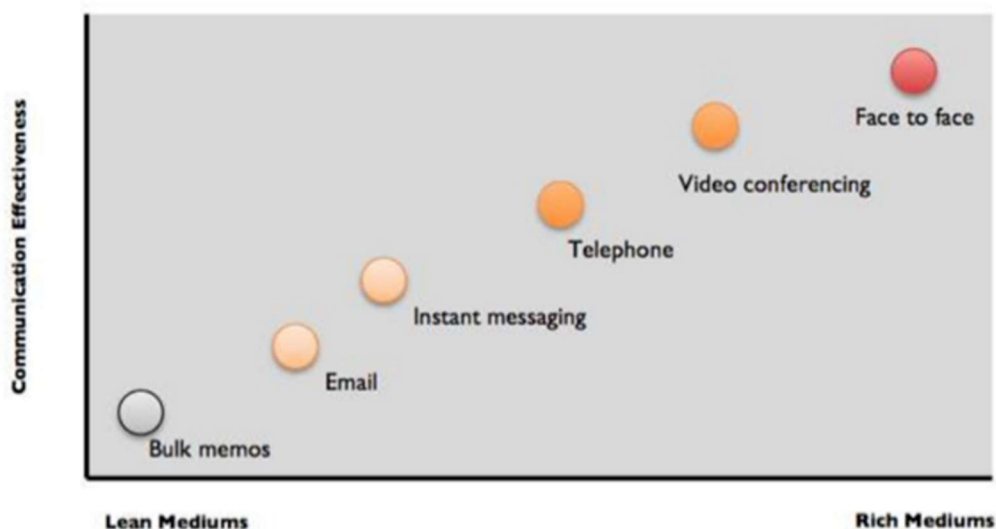 Communication Effectiveness
Face to face
Video conferencing
Telephone
Instant messaging
Email
Bulk memos
Lean Mediums
Rich Mediums